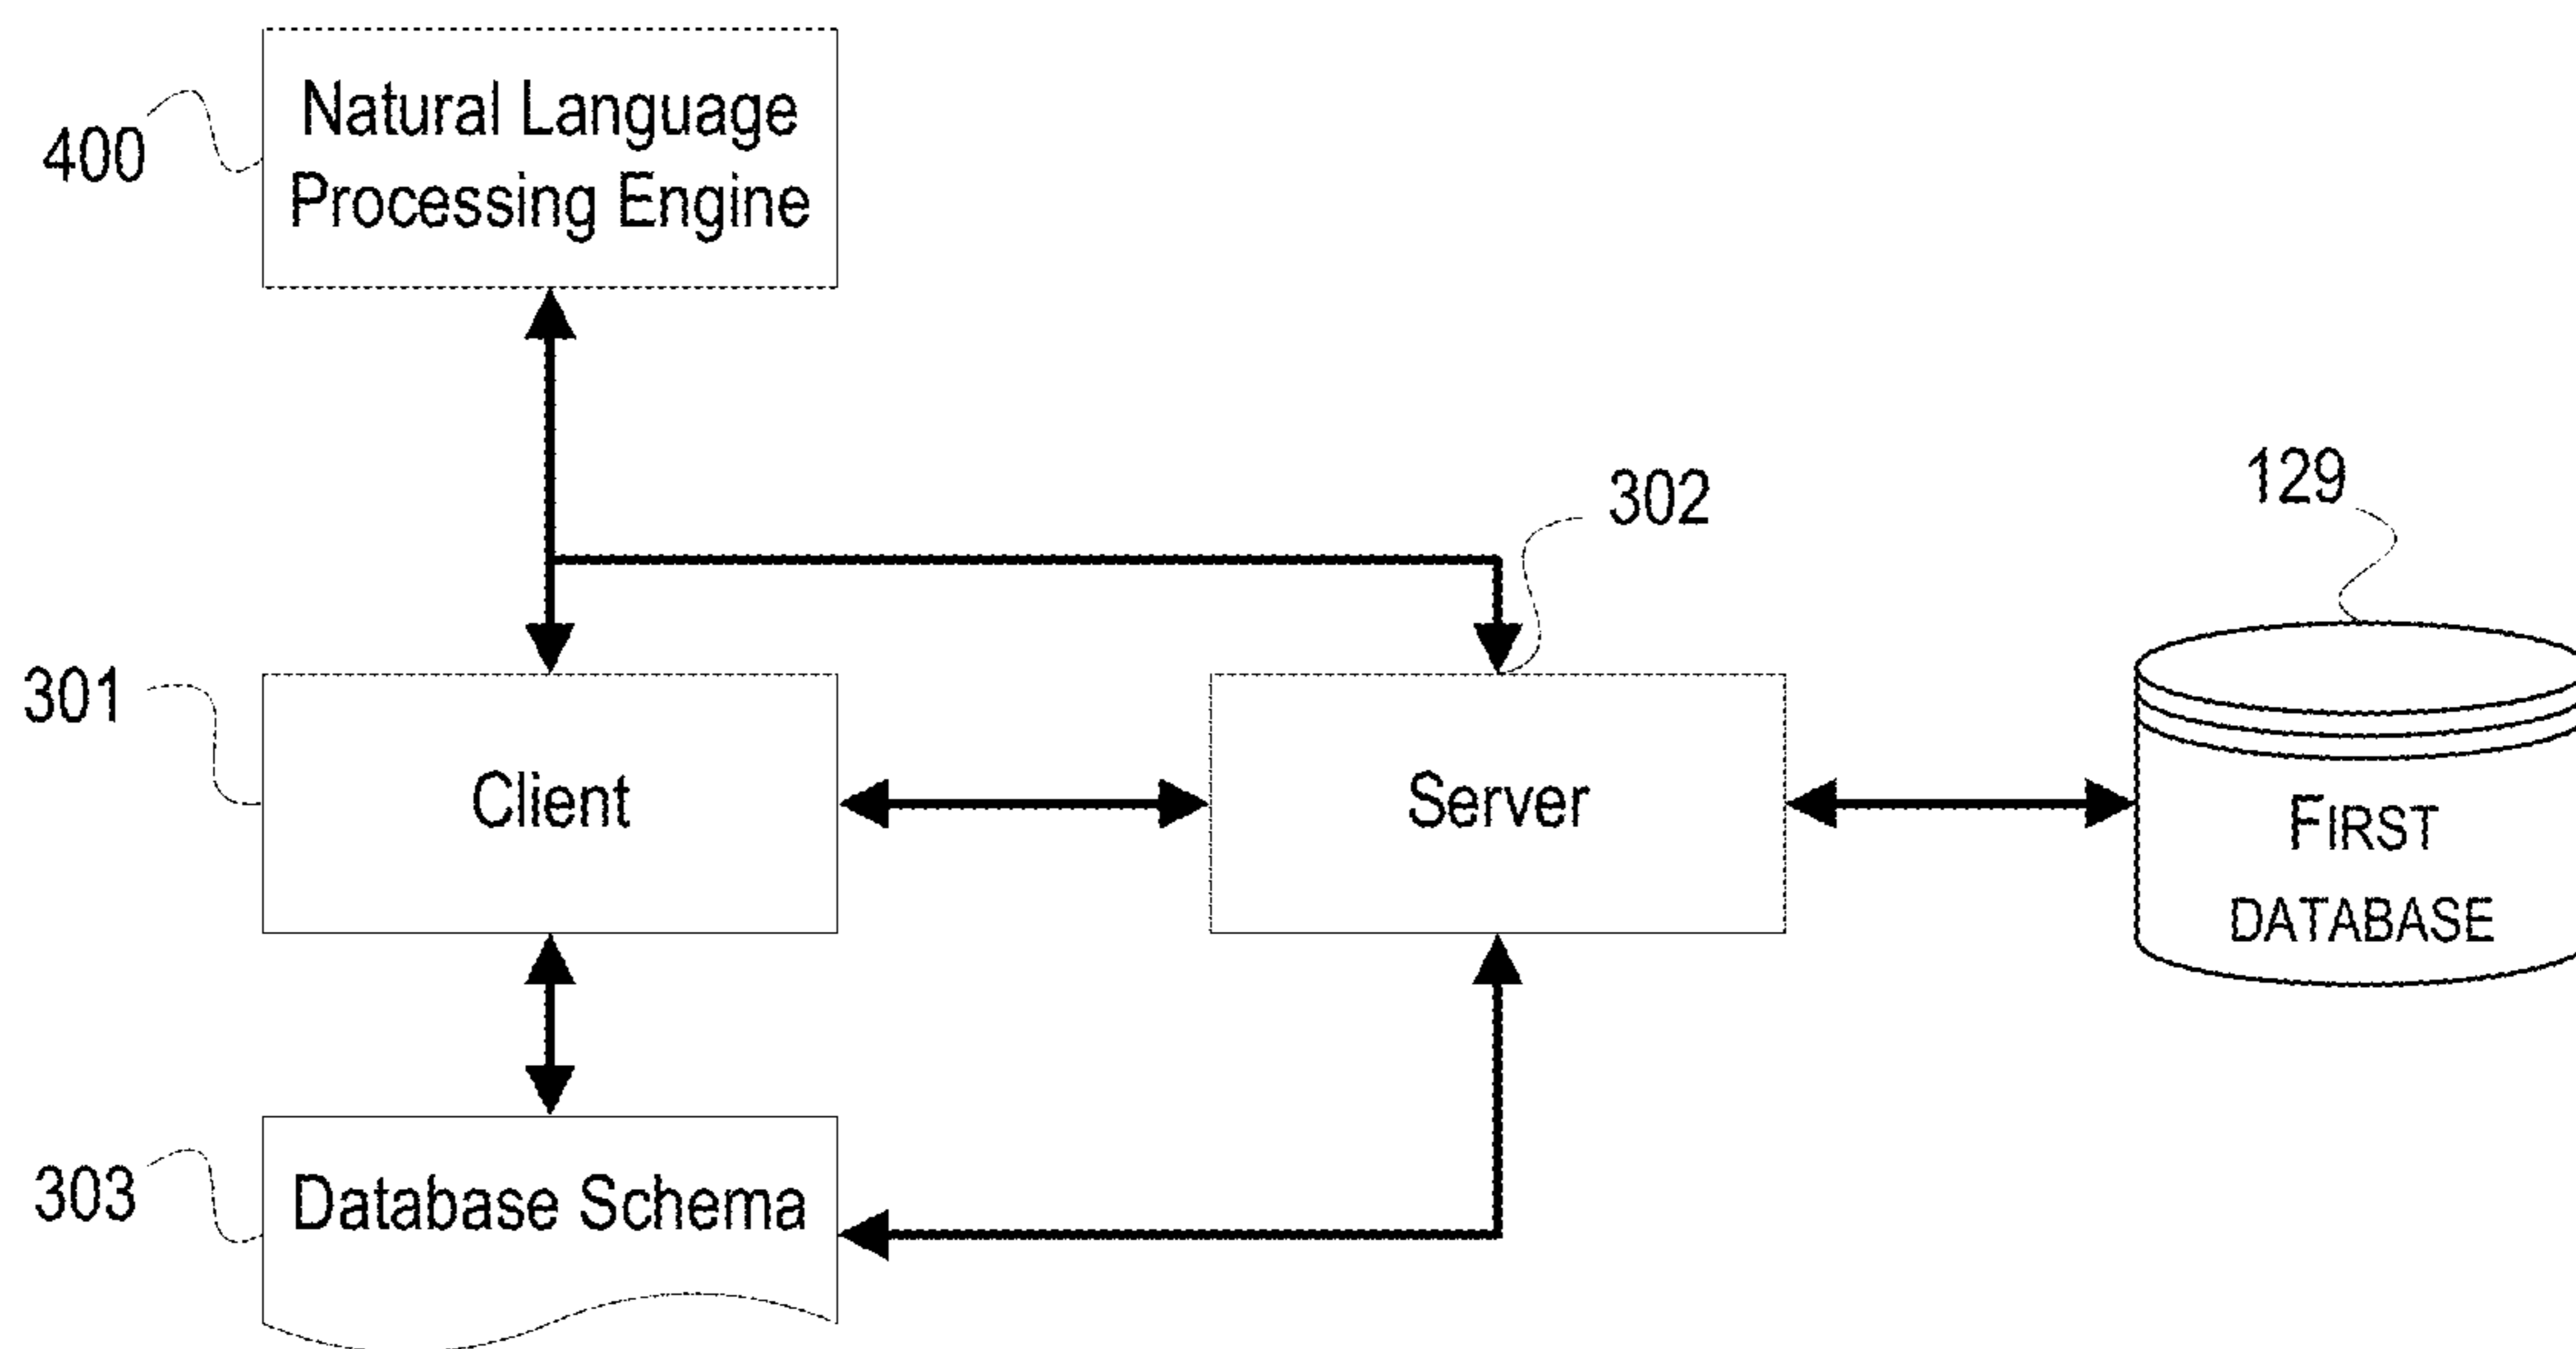 Natural Language
Processing Engine
400
302
129
301
Client
Server
FIRST
DATABASE
303
Database Schema